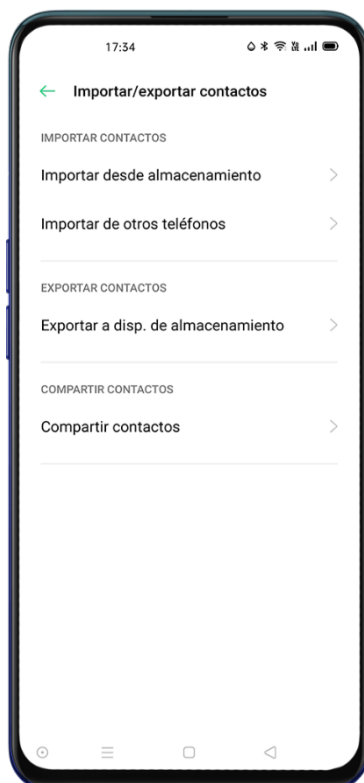 17:34
Importar/exportar contactos
IMPORTAR CONTACTOS
Importar desde almacenamiento
Importar de otros teléfonos
EXPORTAR CONTACTOS
Exportar a disp. de almacenamiento
COMPARTIR CONTACTOS
Compartir contactos